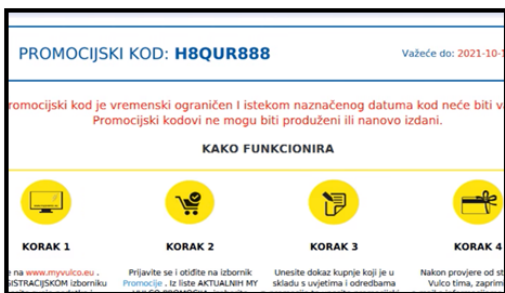 PROMOCIJSKI KOD: H8QUR888
Važeće do: 2021-10-1
romocijski kod je vremenski ograničen I istekom naznačenog datuma kod neće biti v
Promocijski kodovi ne mogu biti produženi ili nanovo izdani.
KAKO FUNKCIONIRA
KORAK 1
KORAK 2
KORAK 3
KORAK 4
na www.myvulco.eu .
ISTRACIJSKOM izborniku
Prijavite se i otiđite na izbornik
Promocije . Iz liste AKTUALNIH MY
Unesite dokaz kupnje koji je u
skladu s uvjetima i odredbama
Nakon provjere od st
Vulco tima, zaprim